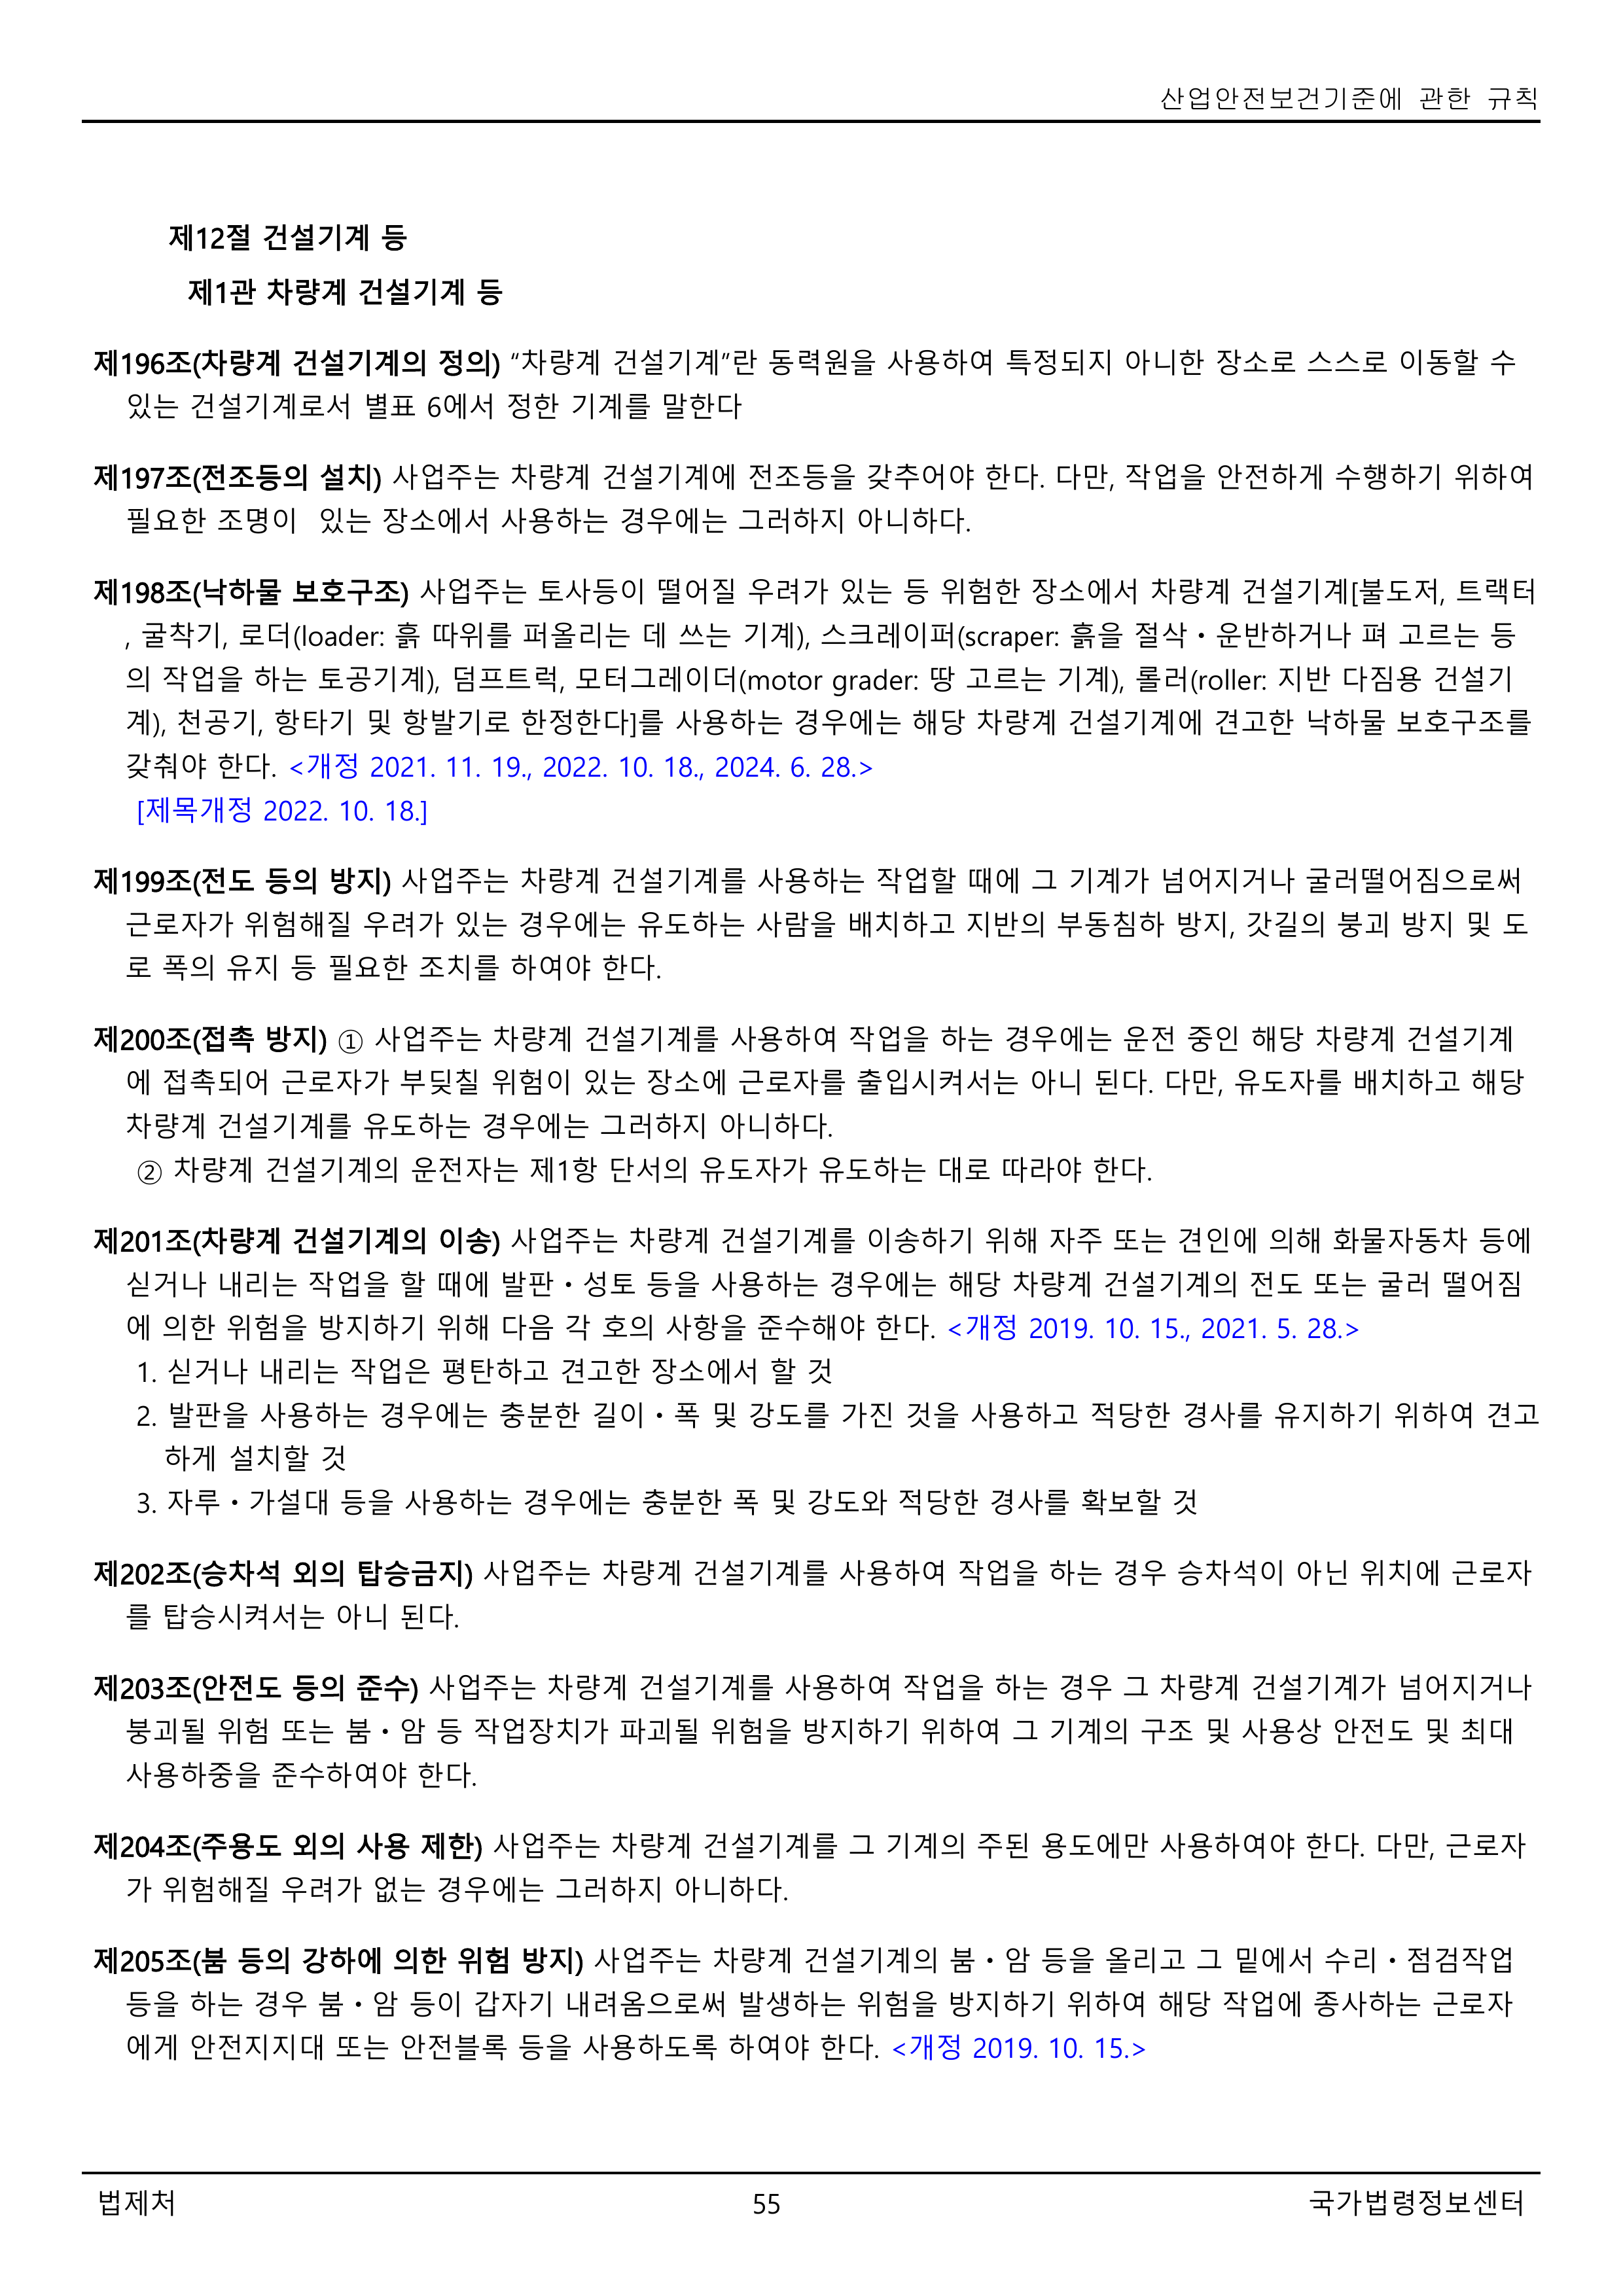 산업안전보건기준에 관한 규칙
제12절 건설기계 등
제1관 차량계 건설기계 등
제196조(차량계 건설기계의 정의) “차량계 건설기계”란 동력원을 사용하여 특정되지 아니한 장소로 스스로 이동할 수
있는 건설기계로서 별표 6에서 정한 기계를 말한다
제197조(전조등의 설치) 사업주는 차량계 건설기계에 전조등을 갖추어야 한다. 다만, 작업을 안전하게 수행하기 위하여
필요한 조명이  있는 장소에서 사용하는 경우에는 그러하지 아니하다.
제198조(낙하물 보호구조) 사업주는 토사등이 떨어질 우려가 있는 등 위험한 장소에서 차량계 건설기계[불도저, 트랙터
, 굴착기, 로더(loader: 흙 따위를 퍼올리는 데 쓰는 기계), 스크레이퍼(scraper: 흙을 절삭ㆍ운반하거나 펴 고르는 등
의 작업을 하는 토공기계), 덤프트럭, 모터그레이더(motor grader: 땅 고르는 기계), 롤러(roller: 지반 다짐용 건설기
계), 천공기, 항타기 및 항발기로 한정한다]를 사용하는 경우에는 해당 차량계 건설기계에 견고한 낙하물 보호구조를
갖춰야 한다. <개정 2021. 11. 19., 2022. 10. 18., 2024. 6. 28.>
[제목개정 2022. 10. 18.]
제199조(전도 등의 방지) 사업주는 차량계 건설기계를 사용하는 작업할 때에 그 기계가 넘어지거나 굴러떨어짐으로써
근로자가 위험해질 우려가 있는 경우에는 유도하는 사람을 배치하고 지반의 부동침하 방지, 갓길의 붕괴 방지 및 도
로 폭의 유지 등 필요한 조치를 하여야 한다.
제200조(접촉 방지) ① 사업주는 차량계 건설기계를 사용하여 작업을 하는 경우에는 운전 중인 해당 차량계 건설기계
에 접촉되어 근로자가 부딪칠 위험이 있는 장소에 근로자를 출입시켜서는 아니 된다. 다만, 유도자를 배치하고 해당
차량계 건설기계를 유도하는 경우에는 그러하지 아니하다.
② 차량계 건설기계의 운전자는 제1항 단서의 유도자가 유도하는 대로 따라야 한다.
제201조(차량계 건설기계의 이송) 사업주는 차량계 건설기계를 이송하기 위해 자주 또는 견인에 의해 화물자동차 등에
싣거나 내리는 작업을 할 때에 발판ㆍ성토 등을 사용하는 경우에는 해당 차량계 건설기계의 전도 또는 굴러 떨어짐
에 의한 위험을 방지하기 위해 다음 각 호의 사항을 준수해야 한다. <개정 2019. 10. 15., 2021. 5. 28.>
1. 싣거나 내리는 작업은 평탄하고 견고한 장소에서 할 것
2. 발판을 사용하는 경우에는 충분한 길이ㆍ폭 및 강도를 가진 것을 사용하고 적당한 경사를 유지하기 위하여 견고
하게 설치할 것
3. 자루ㆍ가설대 등을 사용하는 경우에는 충분한 폭 및 강도와 적당한 경사를 확보할 것
제202조(승차석 외의 탑승금지) 사업주는 차량계 건설기계를 사용하여 작업을 하는 경우 승차석이 아닌 위치에 근로자
를 탑승시켜서는 아니 된다.
제203조(안전도 등의 준수) 사업주는 차량계 건설기계를 사용하여 작업을 하는 경우 그 차량계 건설기계가 넘어지거나
붕괴될 위험 또는 붐ㆍ암 등 작업장치가 파괴될 위험을 방지하기 위하여 그 기계의 구조 및 사용상 안전도 및 최대
사용하중을 준수하여야 한다.
제204조(주용도 외의 사용 제한) 사업주는 차량계 건설기계를 그 기계의 주된 용도에만 사용하여야 한다. 다만, 근로자
가 위험해질 우려가 없는 경우에는 그러하지 아니하다.
제205조(붐 등의 강하에 의한 위험 방지) 사업주는 차량계 건설기계의 붐ㆍ암 등을 올리고 그 밑에서 수리ㆍ점검작업
등을 하는 경우 붐ㆍ암 등이 갑자기 내려옴으로써 발생하는 위험을 방지하기 위하여 해당 작업에 종사하는 근로자
에게 안전지지대 또는 안전블록 등을 사용하도록 하여야 한다. <개정 2019. 10. 15.>
법제처 55 국가법령정보센터